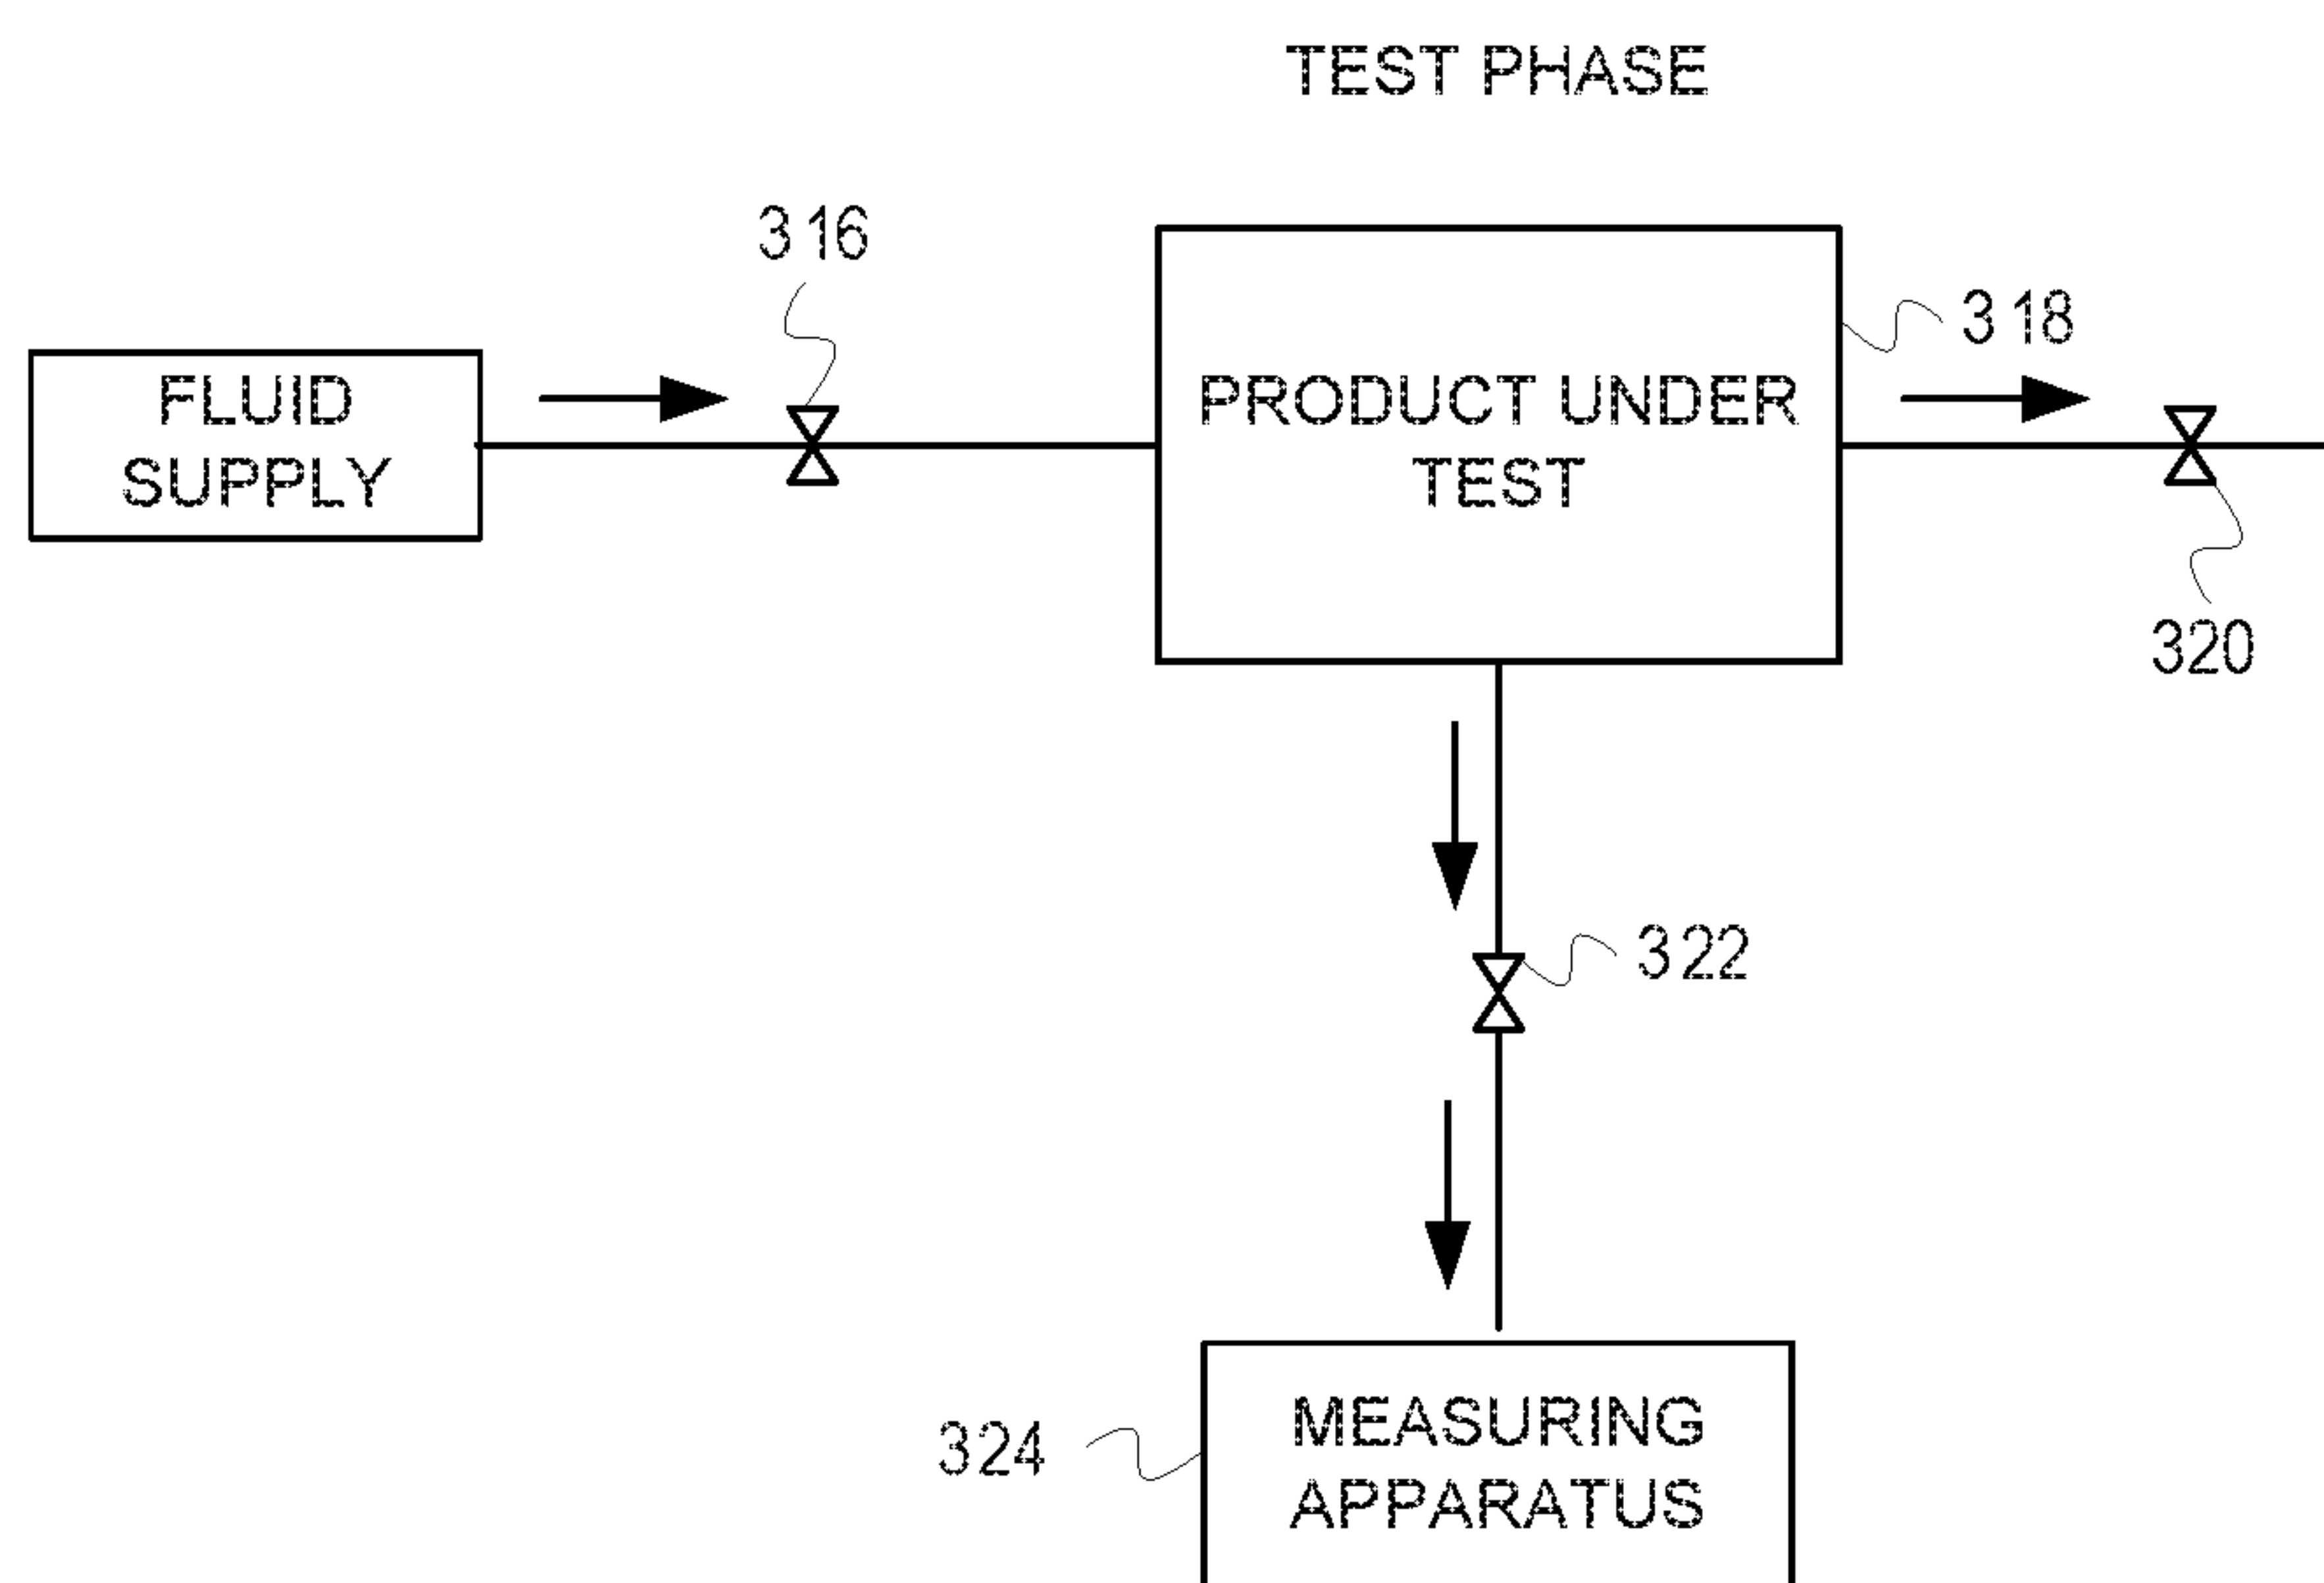 TEST PHASE
316
318
FLUID
SUPPLY
PRODUCT UNDER
TEST
320
322
324
MEASURING
APPARATUS